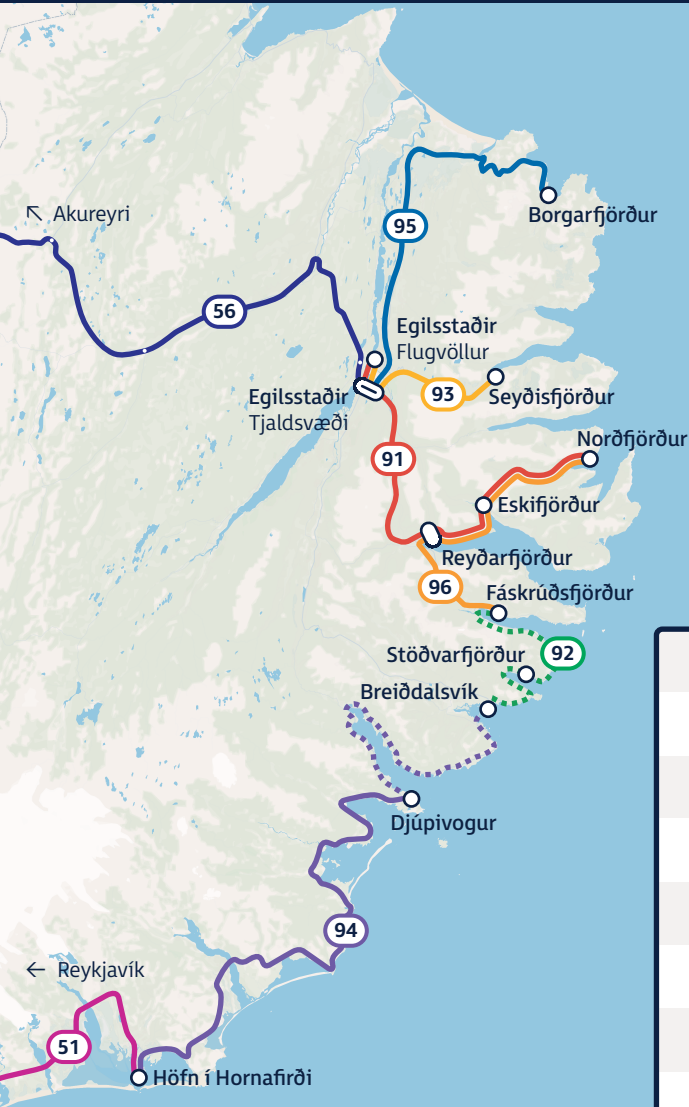 ↖ Akureyri
Borgarfjörður
95
56
Egilsstaðir
Flugvöllur
Egilsstaðir
Tjaldsvæði
93
Seyðisfjörður
Norðfjörður
91
Eskifjörður
Reyðarfjörður
96
Fáskrúðsfjörður
Stöðvarfjörður
92
Breiðdalsvík
Djúpivogur
94
← Reykjavík
51
Höfn í Hornafirði